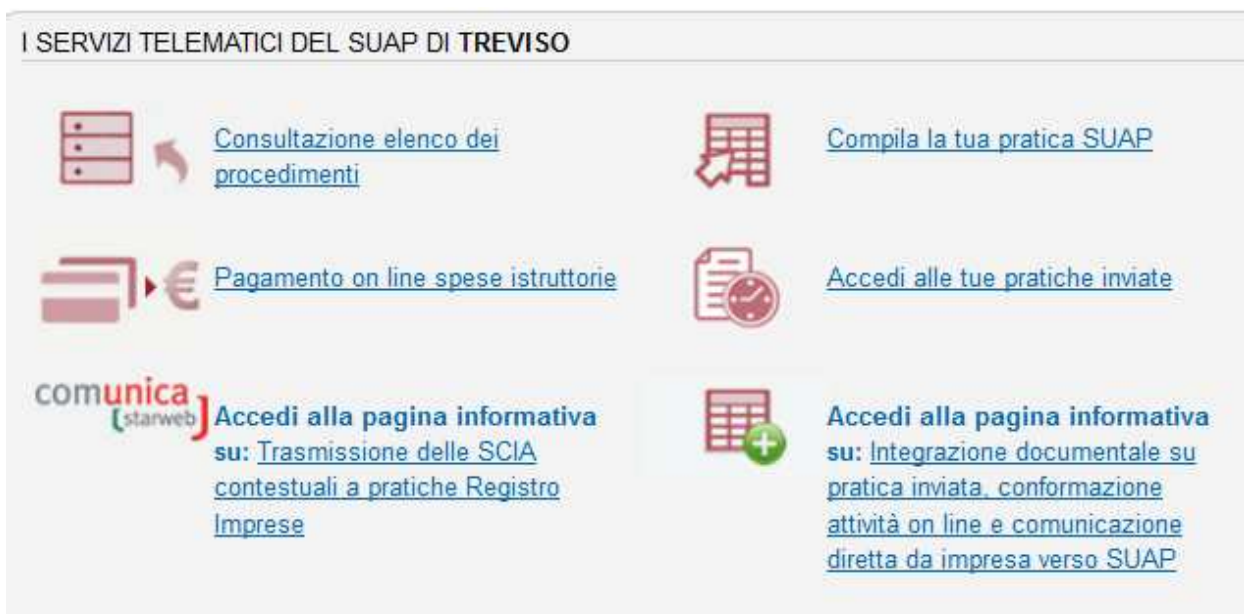 I SERVIZI TELEMATICI DEL SUAP DI TREVISO
Consultazione elenco dei
procedimenti
Compila la tua pratica SUAP
Pagamento on line spese istruttorie
Accedi alle tue pratiche inviate
comunica
starweb
Accedi alla pagina informativa
su: Trasmissione delle SCIA
contestuali a pratiche Registro
Imprese
Accedi alla pagina informativa
su: Integrazione documentale su
pratica inviata, conformazione
attività on line e comunicazione
diretta da impresa verso SUAP